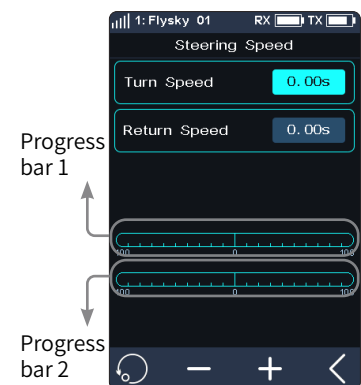 1: Flysky 01 RX TX
Steering Speed
Turn Speed 0.00s
Return Speed 0.00s
Progress
bar 1
100 0 100
100 0 100
Progress
bar 2